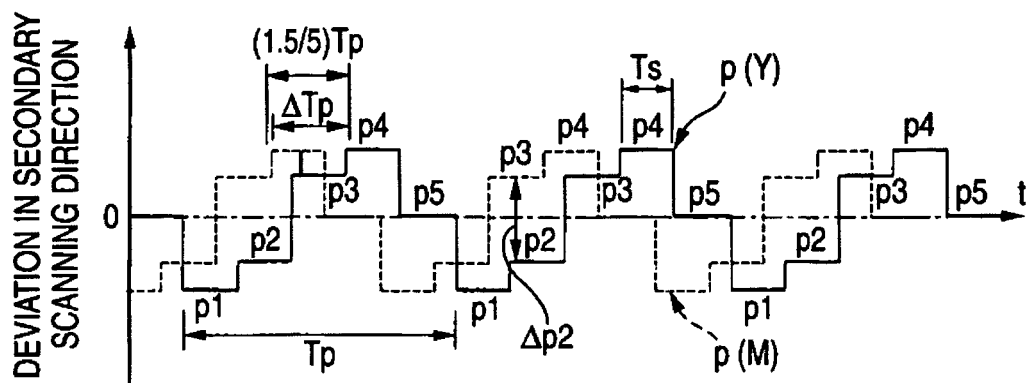 DEVIATION IN SECONDARY
SCANNING DIRECTION
(1.5/5)Tp
ΔTp
Ts
p (Y)
p4
p3
p4
p4
p4
0
p3
p3
p5
p3
p5
t
p2
p2
p2
p1
p1
p1
Tp
Δp2
p (M)
p5